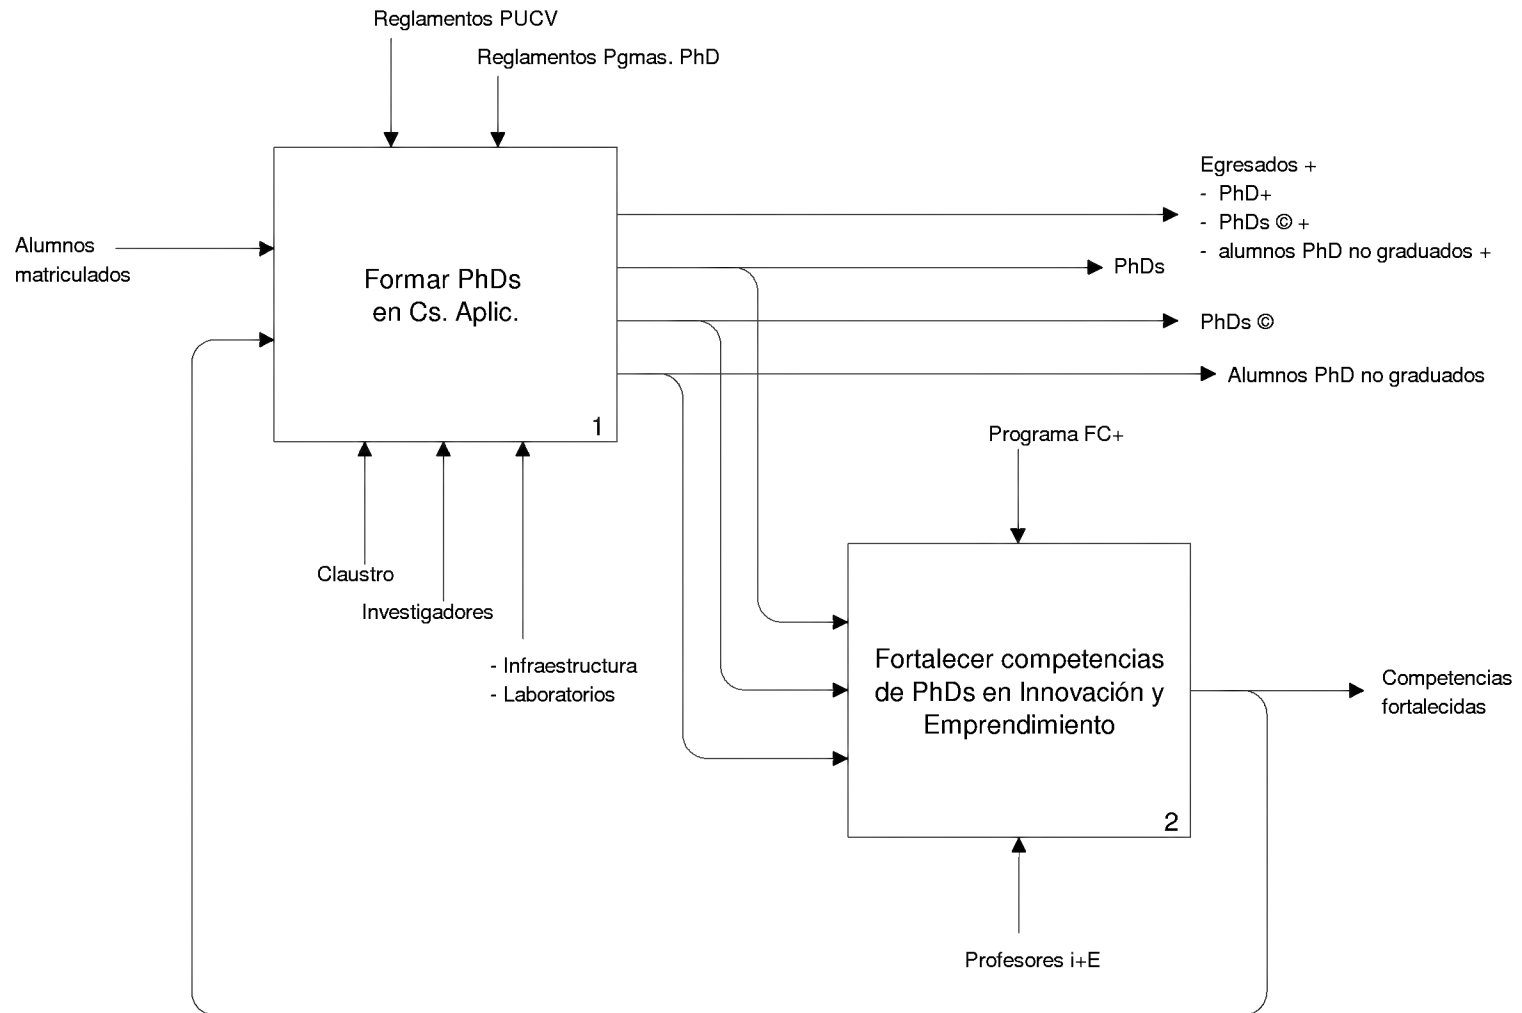 Reglamentos PUCV
Reglamentos Pgmas. PhD
Egresados +
- PhD+
- PhDs © +
- alumnos PhD no graduados +
Alumnos
matriculados
Formar PhDs
en Cs. Aplic.
1
PhDs
PhDs ©
Alumnos PhD no graduados
Programa FC+
Claustro
Investigadores
- Infraestructura
- Laboratorios
Fortalecer competencias
de PhDs en Innovación y
Emprendimiento
2
Competencias
fortalecidas
Profesores i+E